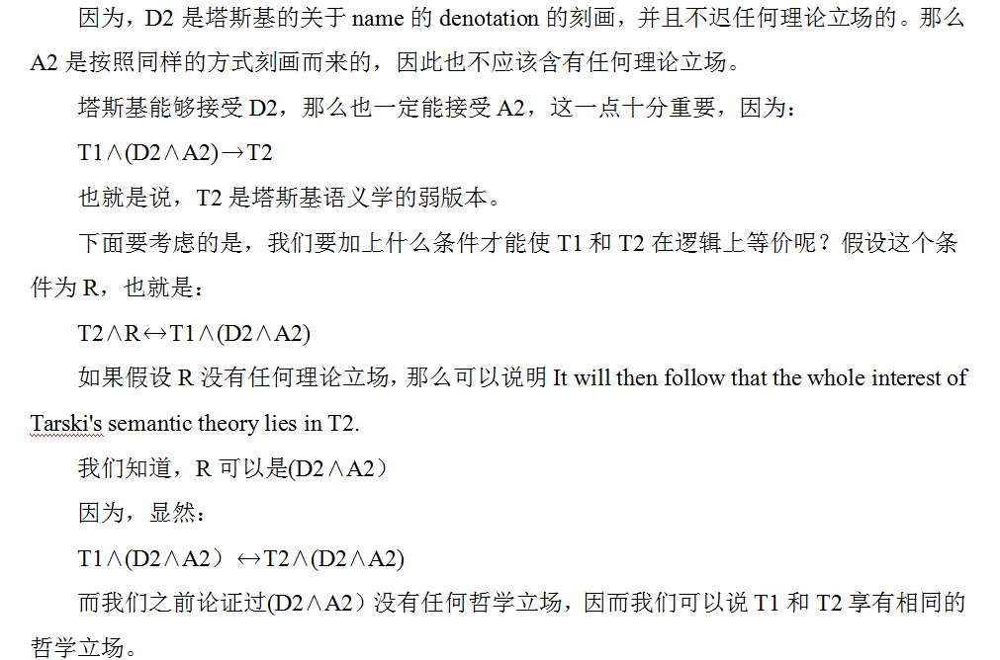 因为，D2 是塔斯基的关于 name 的 denotation 的刻画，并且不迟任何理论立场的。那么
A2 是按照同样的方式刻画而来的，因此也不应该含有任何理论立场。
塔斯基能够接受 D2，那么也一定能接受 A2，这一点十分重要，因为：
T1∧(D2∧A2)→T2
也就是说，T2 是塔斯基语义学的弱版本。
下面要考虑的是，我们要加上什么条件才能使 T1 和 T2 在逻辑上等价呢？假设这个条
件为 R，也就是：
T2∧R↔T1∧(D2∧A2)
如果假设 R 没有任何理论立场，那么可以说明 It will then follow that the whole interest of
Tarski's semantic theory lies in T2.
我们知道，R 可以是(D2∧A2）
因为，显然：
T1∧(D2∧A2）↔T2∧(D2∧A2)
而我们之前论证过(D2∧A2）没有任何哲学立场，因而我们可以说 T1 和 T2 享有相同的
哲学立场。